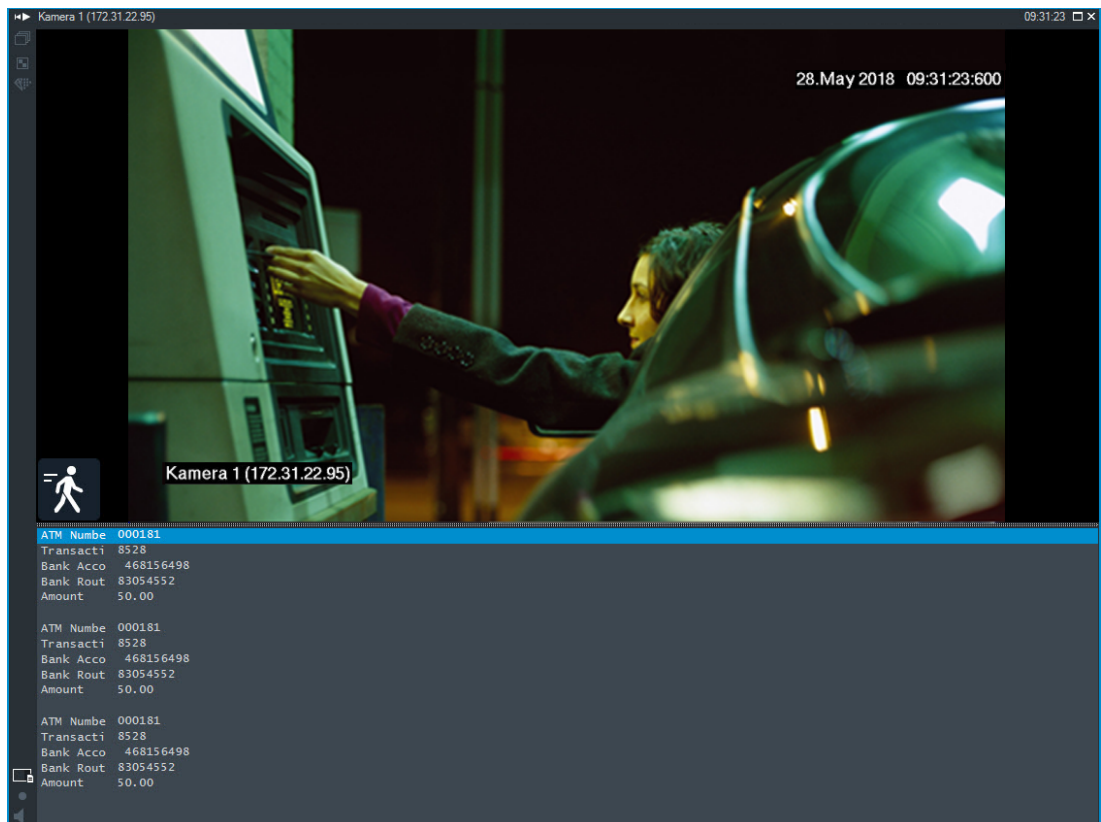 Kamera 1 (172.31.22.95) 09:31:23
28.May 2018 09:31:23:600
Kamera 1 (172.31.22.95)
ATM Numbe 000181
Transacti 8528
Bank Acco 468156498
Bank Rout 83054552
Amount 50.00
ATM Numbe 000181
Transacti 8528
Bank Acco 468156498
Bank Rout 83054552
Amount 50.00
ATM Numbe 000181
Transacti 8528
Bank Acco 468156498
Bank Rout 83054552
Amount 50.00